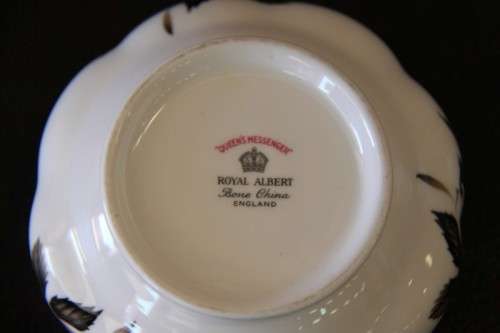 "QUEEN'S MESSENGER"
ROYAL ALBERT
Bone China
ENGLAND